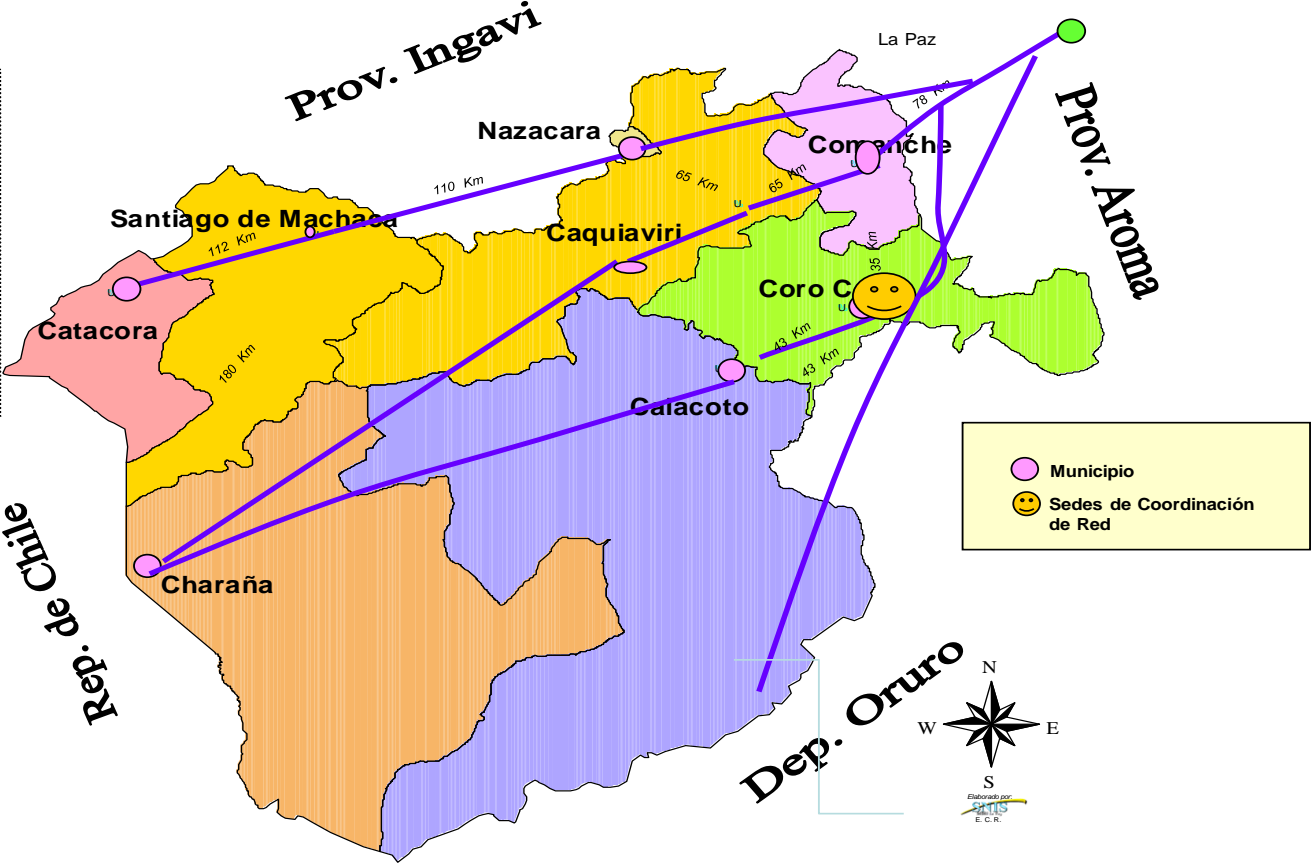 Prov. Ingavi
La Paz
Prov. Aroma
78 Km
Nazacara
Comanche
U
65 Km
65 Km
110 Km
U
Santiago de Machaca
112 Km
Caquiaviri
35 Km
U
Catacora
Coro C
U
43 Km
43 Km
180 Km
U
Calacoto
Charaña
Rep. de Chile
Dep. Oruro
Municipio
Sedes de Coordinación
de Red
N
W
E
S
Elaborado por:
SNIS
E. C. R.